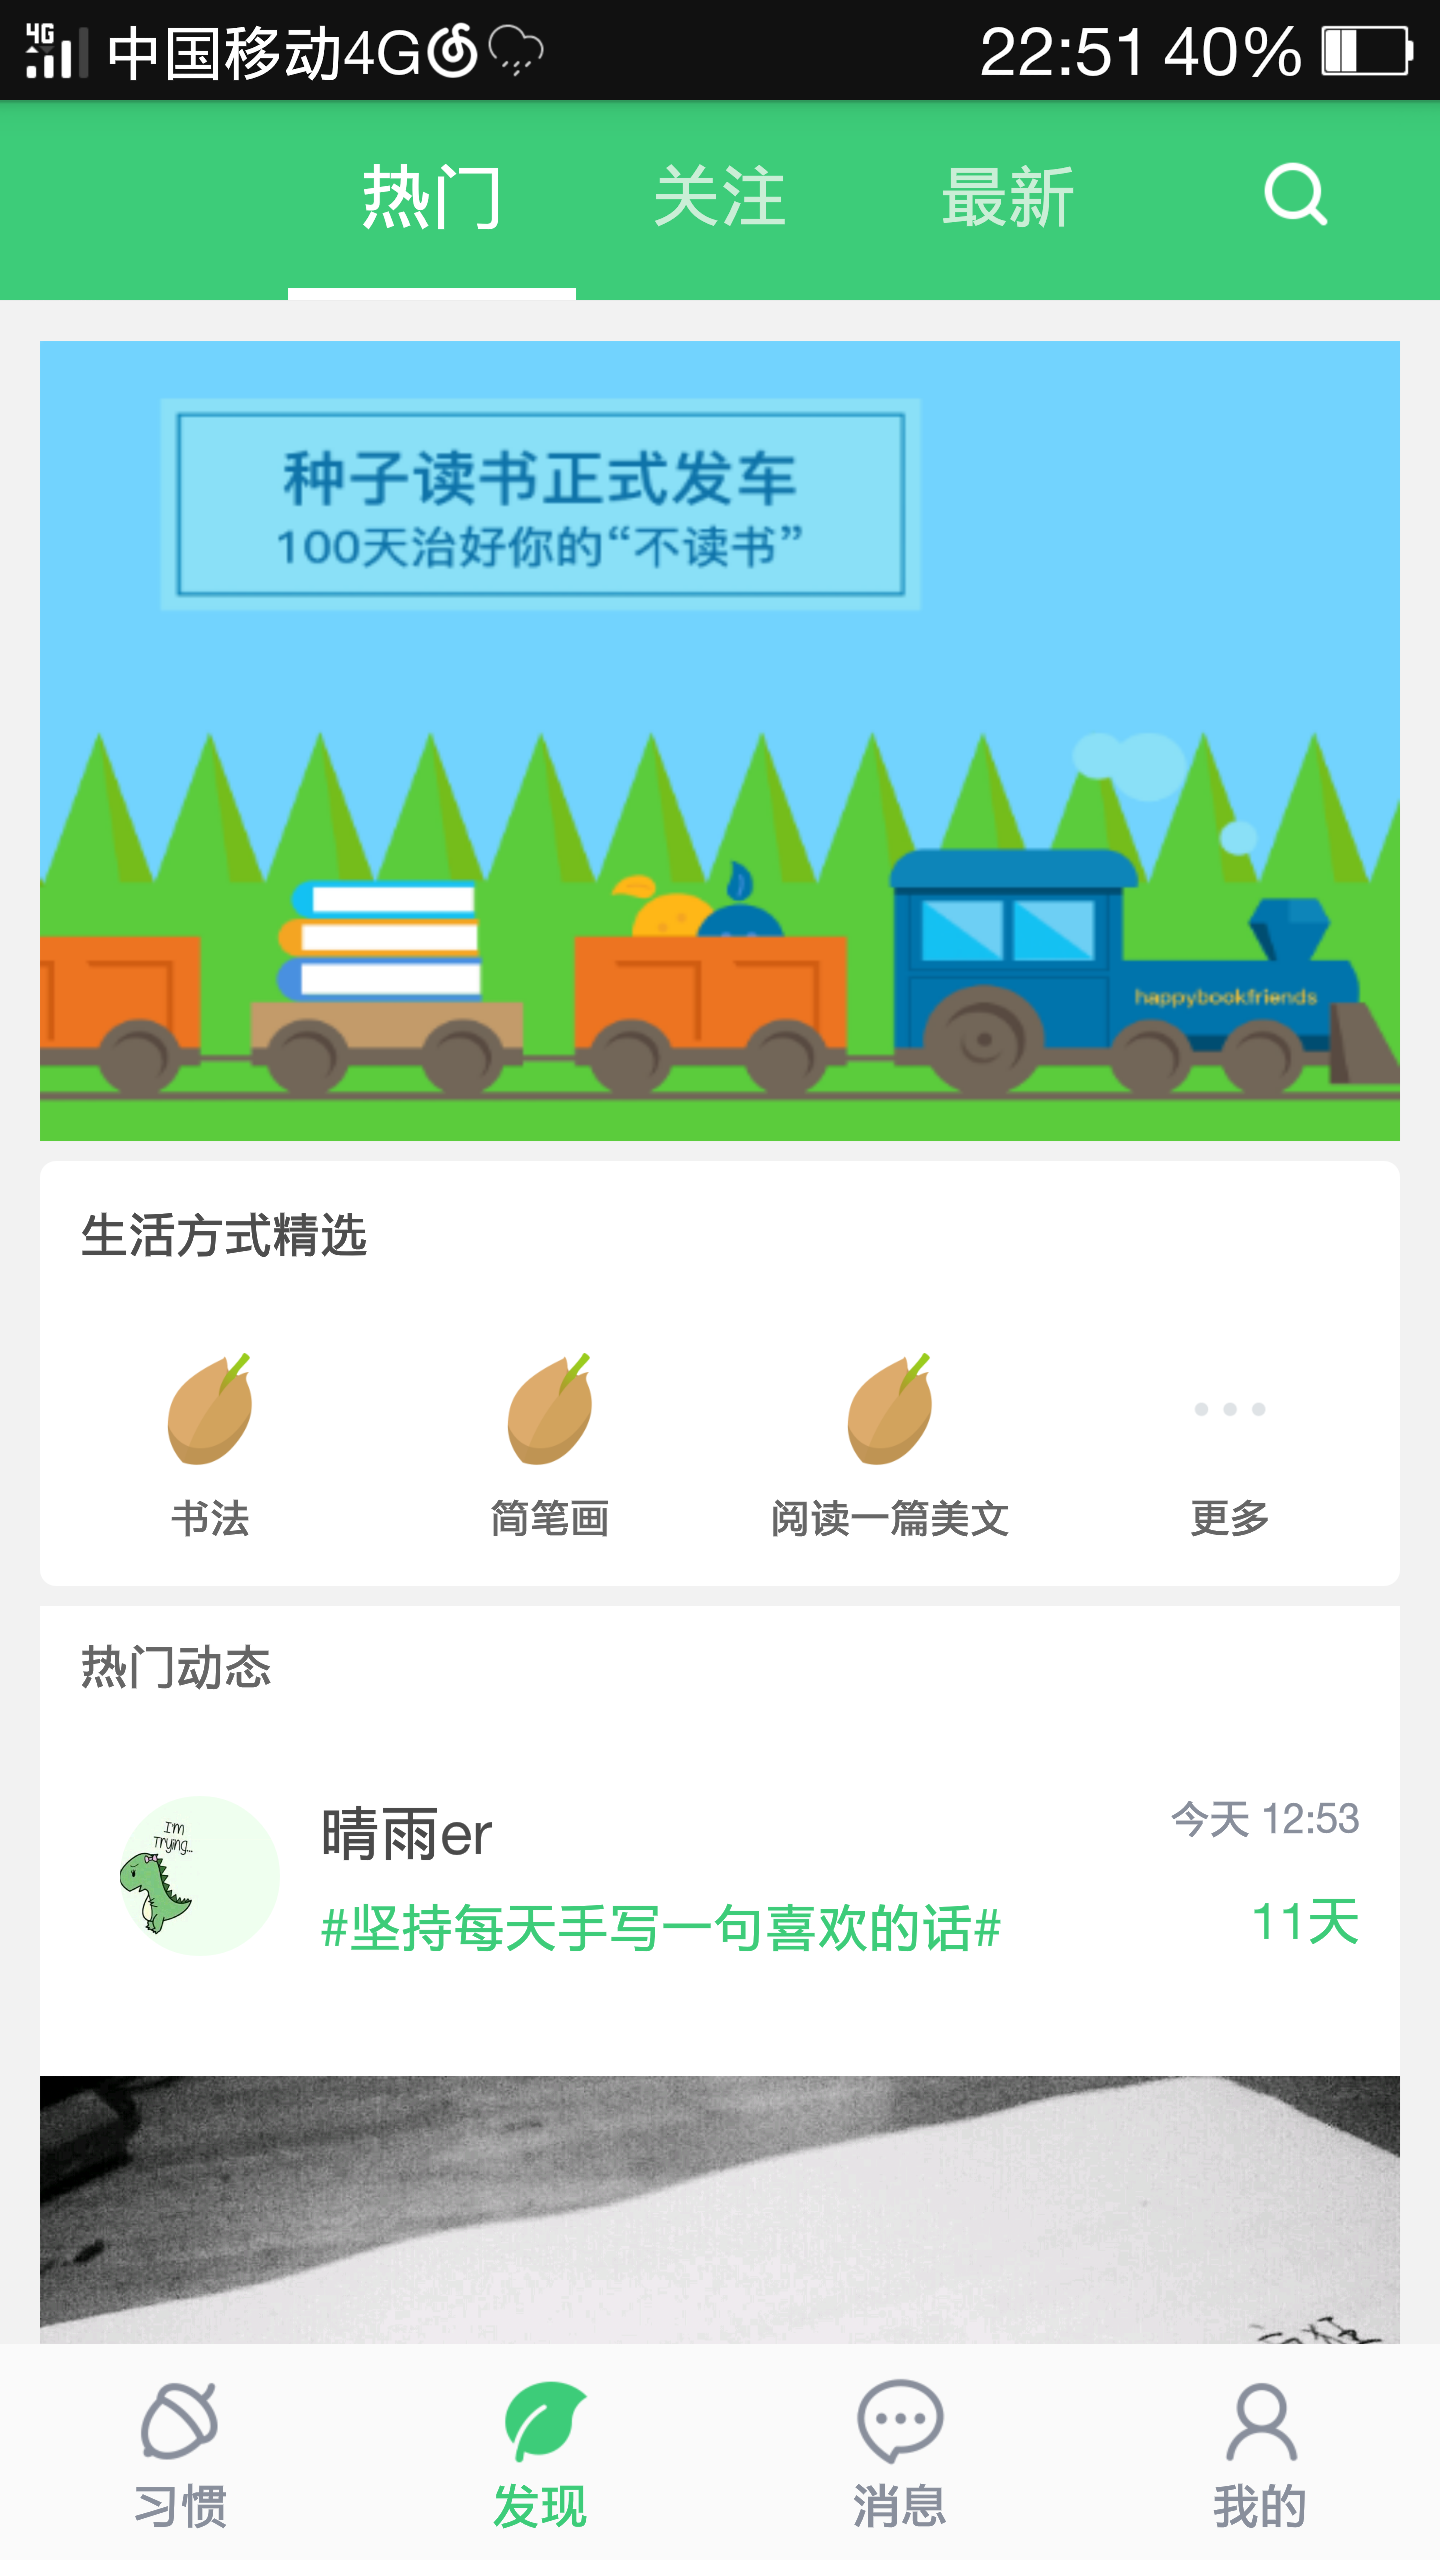 4G 中国移动4G 22:51 40%
热门 关注 最新
种子读书正式发车
100天治好你的“不读书”
happybookfriends
生活方式精选
书法 简笔画 阅读一篇美文 更多
热门动态
I'm
Trying...
晴雨er 今天 12:53
#坚持每天手写一句喜欢的话# 11天
习惯 发现 消息 我的